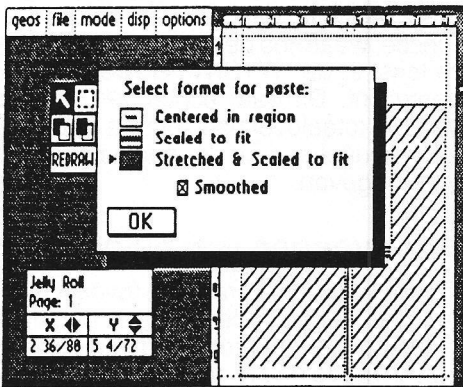 geos file mode disp options
Select format for paste:
Centered in region
Scaled to fit
REDRAW
Stretched & Scaled to fit
Smoothed
OK
Jelly Roll
Page: 1
X Y
2 36/80 5 4/72